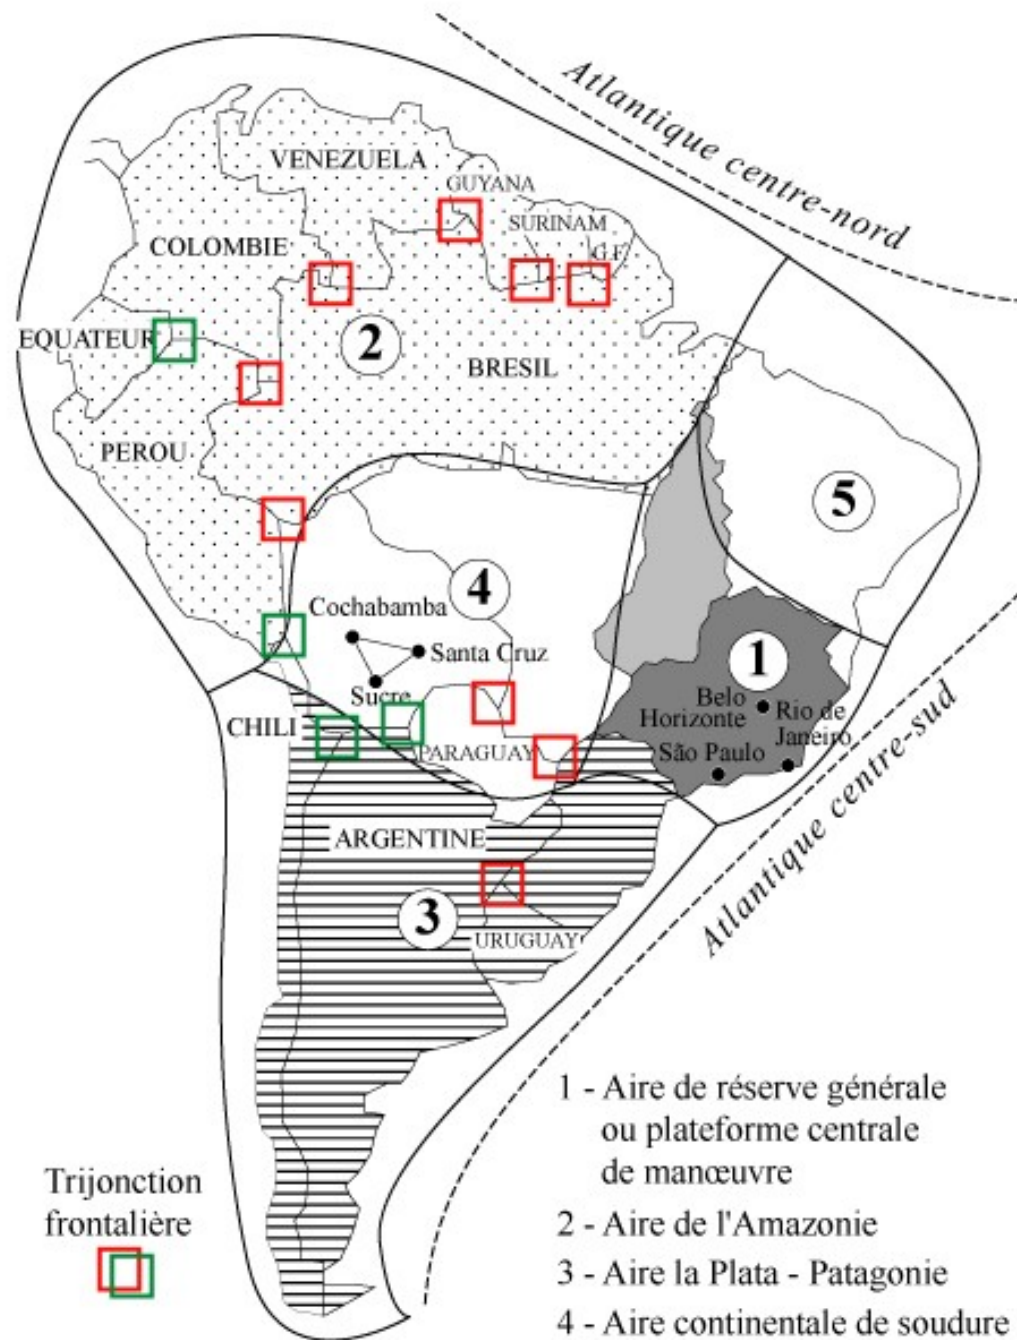 Atlantique centre-nord
VENEZUELA
GUYANA
SURINAM
G.F.
COLOMBIE
EQUATEUR
2
BRESIL
PEROU
5
4
Cochabamba
Santa Cruz
Sucre
1
Belo
Horizonte
Rio de
Janeiro
São Paulo
CHILI
PARAGUAY
ARGENTINE
3
URUGUAY
Atlantique centre-sud
1 - Aire de réserve générale
ou plateforme centrale
de manœuvre
2 - Aire de l'Amazonie
3 - Aire la Plata - Patagonie
4 - Aire continentale de soudure
Trijonction
frontalière